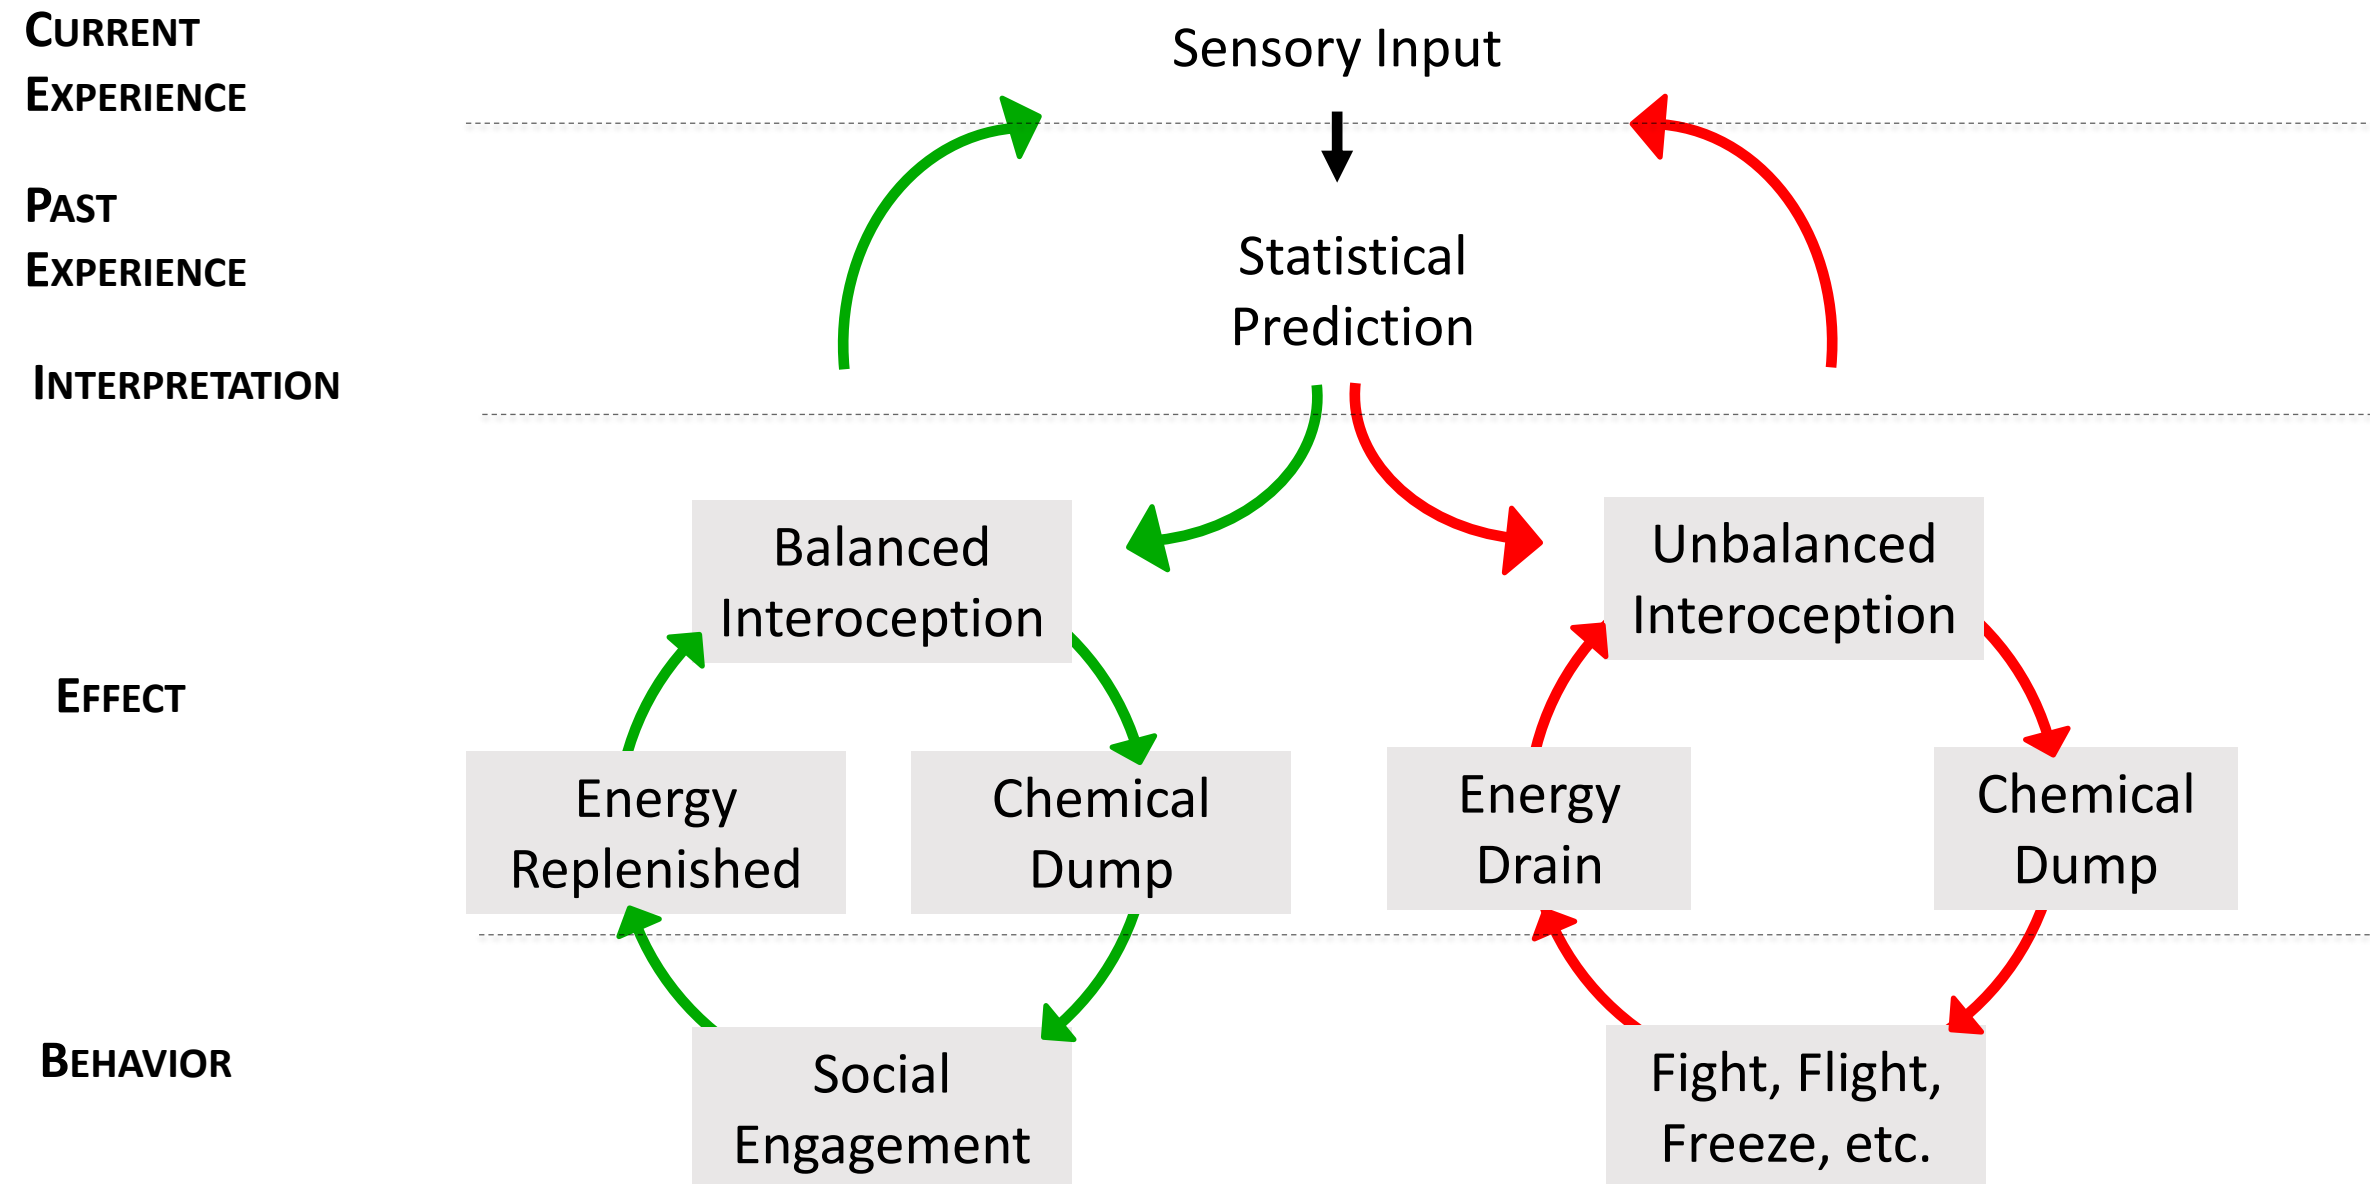 CURRENT
EXPERIENCE
Sensory Input
PAST
EXPERIENCE
Statistical
Prediction
INTERPRETATION
Balanced
Interoception
Unbalanced
Interoception
EFFECT
Energy
Replenished
Chemical
Dump
Energy
Drain
Chemical
Dump
BEHAVIOR
Social
Engagement
Fight, Flight,
Freeze, etc.